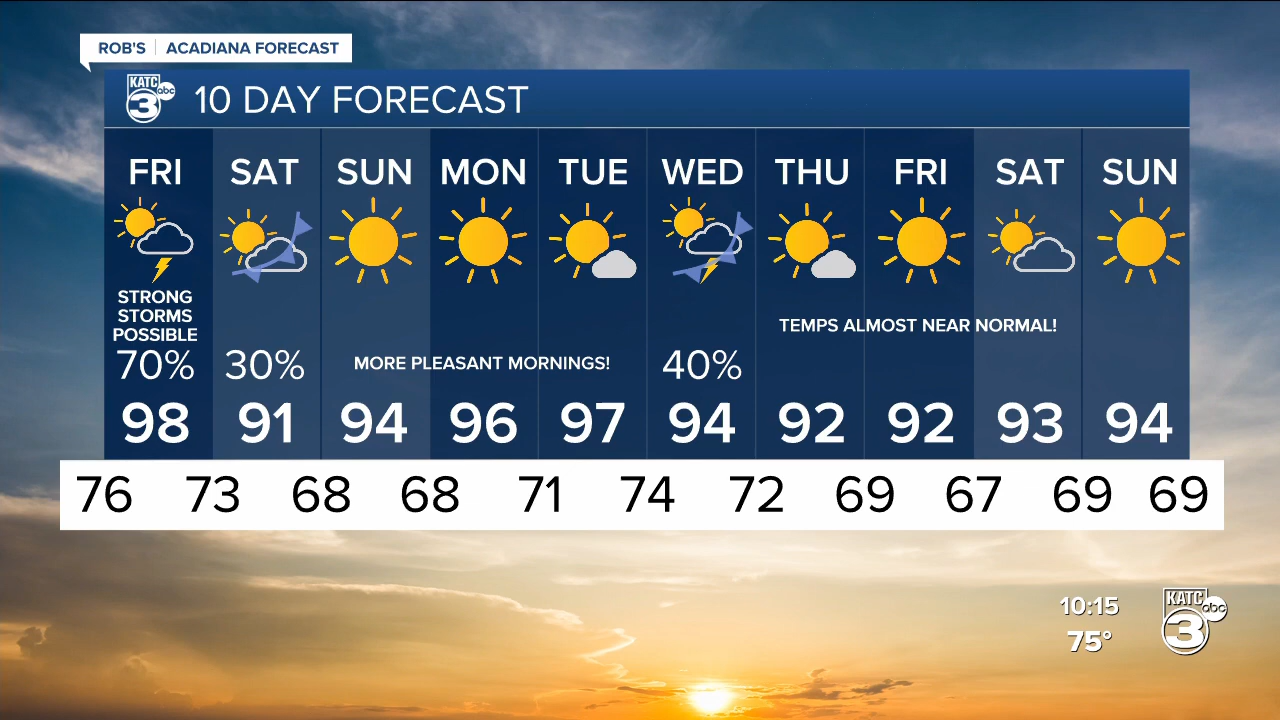 ROB'S | ACADIANA FORECAST
KATC 3 abc 10 DAY FORECAST
FRI SAT SUN MON TUE WED THU FRI SAT SUN
STRONG
STORMS
POSSIBLE
TEMPS ALMOST NEAR NORMAL!
70% 30% MORE PLEASANT MORNINGS! 40%
98 91 94 96 97 94 92 92 93 94
76 73 68 68 71 74 72 69 67 69 69
10:15
75°
KATC 3 abc